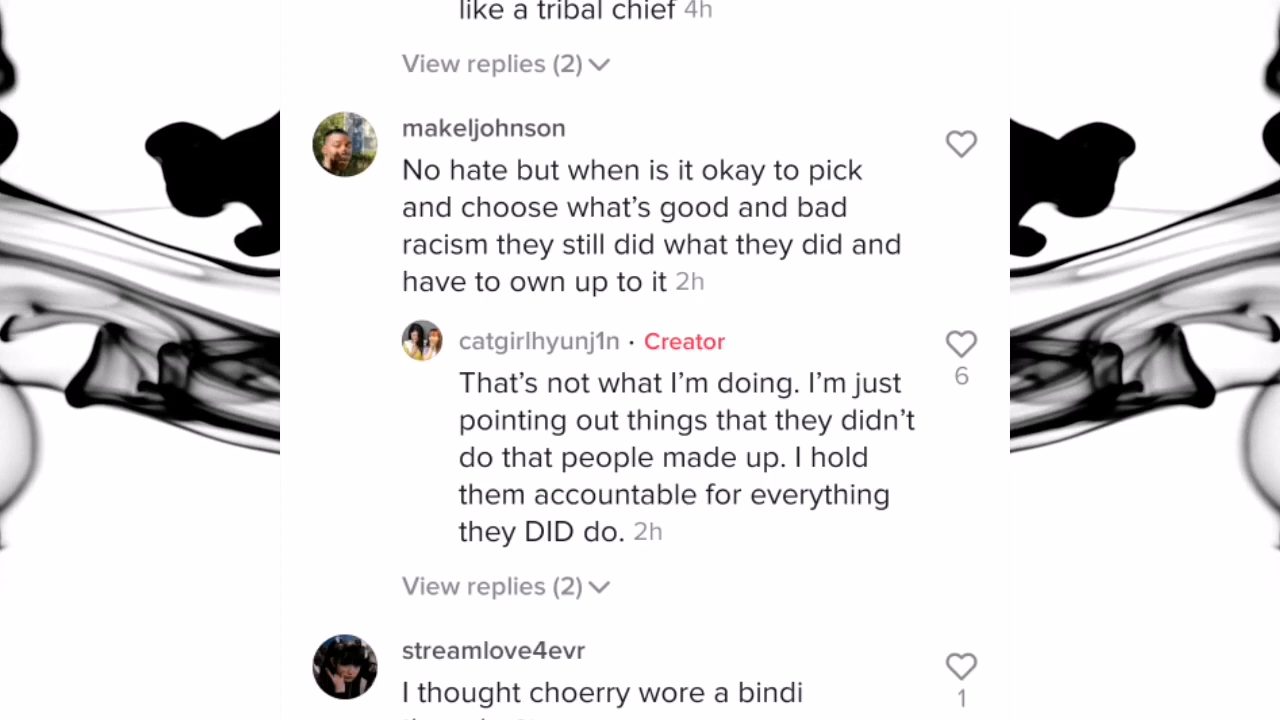 like a tribal chief 4h
View replies (2)
makeljohnson
No hate but when is it okay to pick
and choose what's good and bad
racism they still did what they did and
have to own up to it 2h
catgirlhyunj1n · Creator
That's not what I'm doing. I'm just
pointing out things that they didn't
do that people made up. I hold
them accountable for everything
they DID do. 2h
6
View replies (2)
streamlove4evr
I thought choerry wore a bindi
1